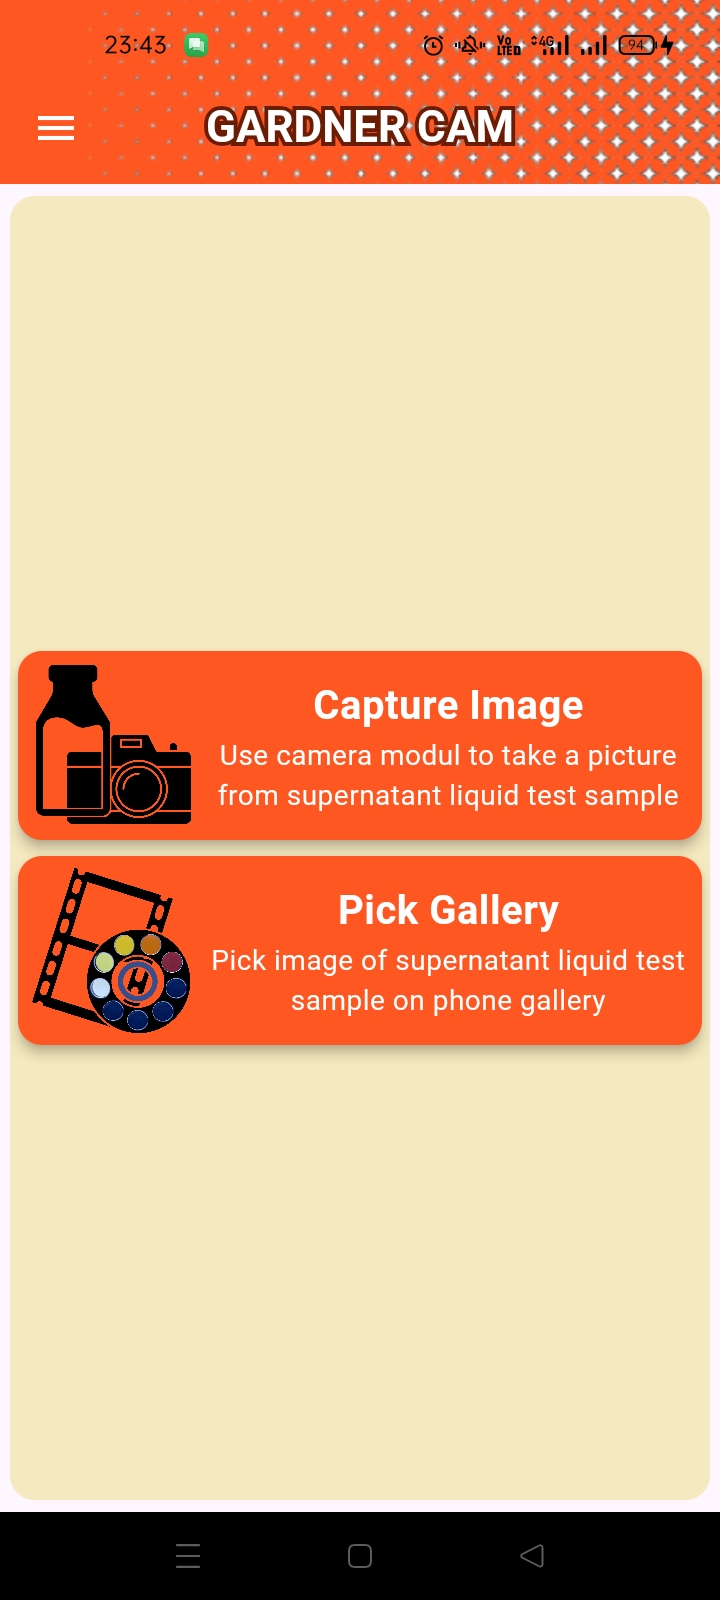 23:43
Vo LTE
4G
94
GARDNER CAM
Capture Image
Use camera modul to take a picture
from supernatant liquid test sample
Pick Gallery
Pick image of supernatant liquid test
sample on phone gallery